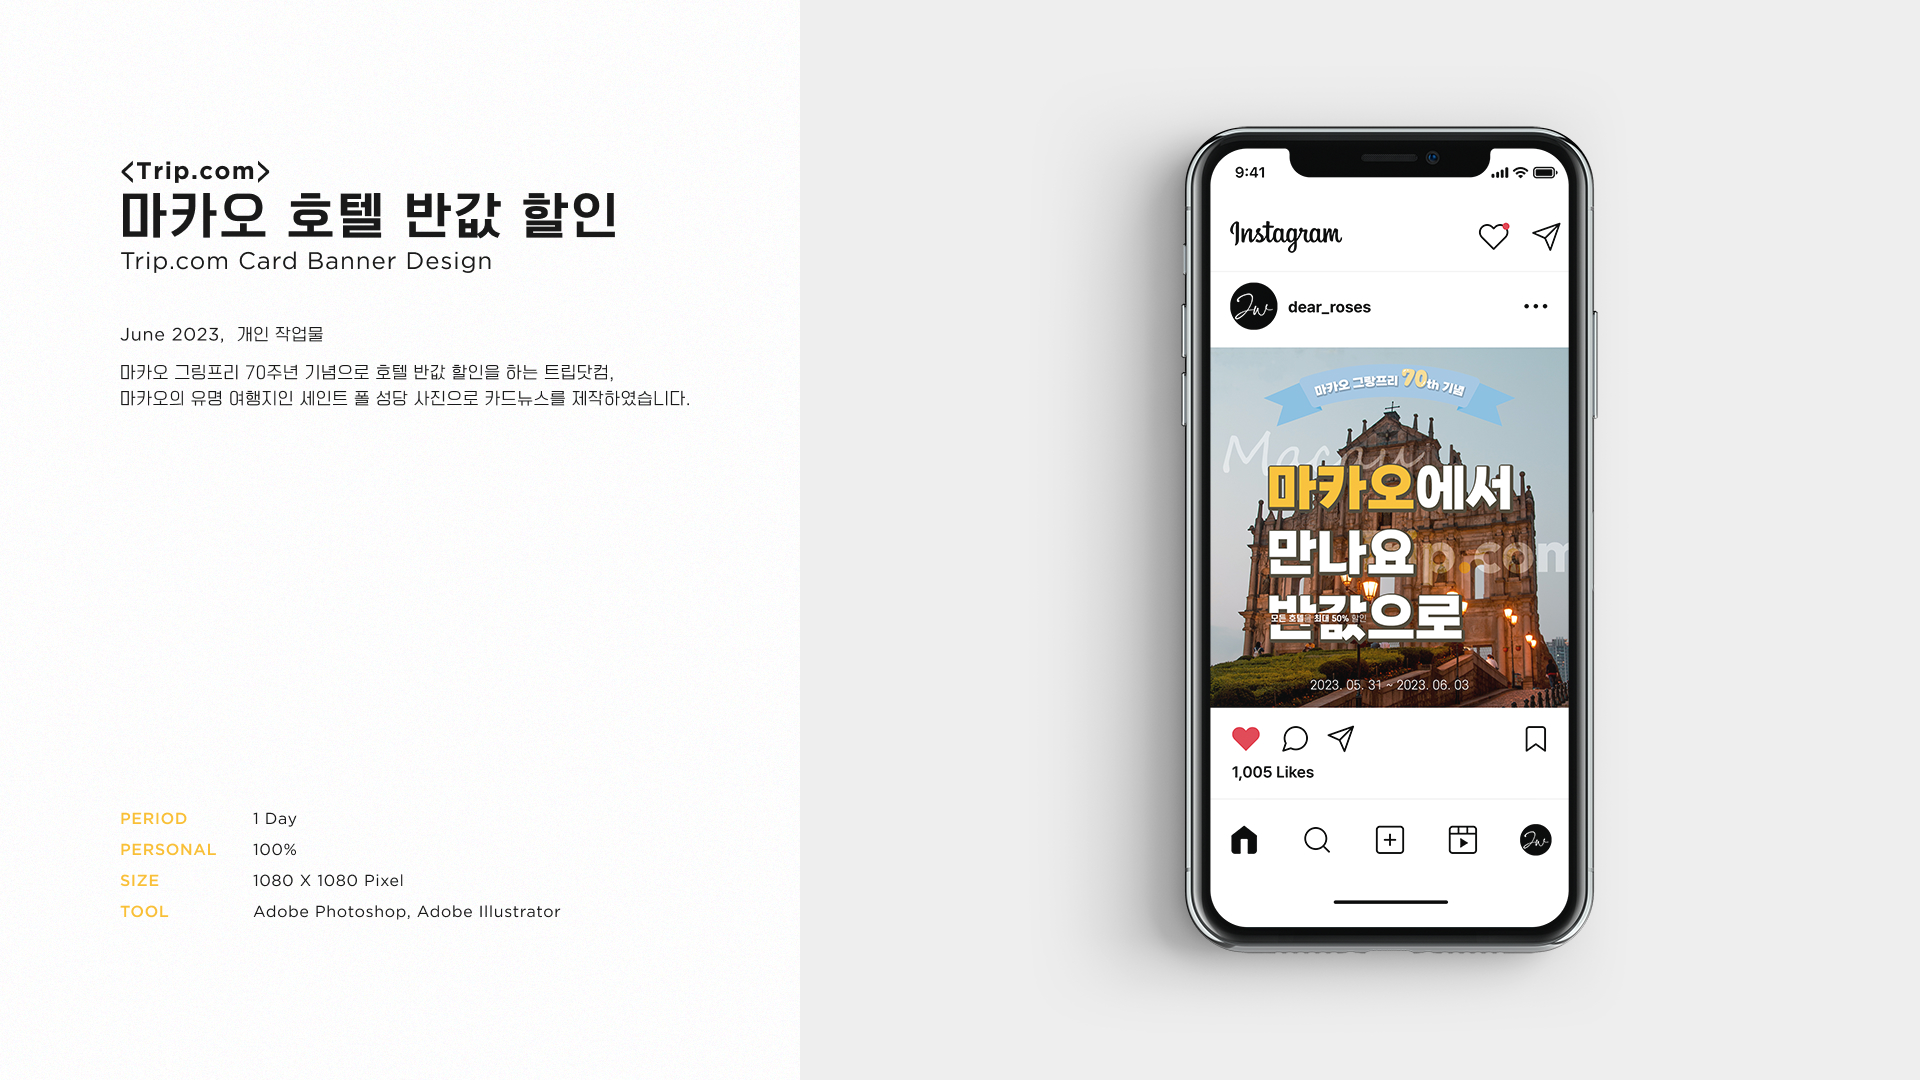 <Trip.com>
마카오 호텔 반값 할인
Trip.com Card Banner Design
June 2023, 개인 작업물
마카오 그링프리 70주년 기념으로 호텔 반값 할인을 하는 트립닷컴,
마카오의 유명 여행지인 세인트 폴 성당 사진으로 카드뉴스를 제작하였습니다.
PERIOD 1 Day
PERSONAL 100%
SIZE 1080 X 1080 Pixel
TOOL Adobe Photoshop, Adobe Illustrator
9:41
Instagram
Jw dear_roses
마카오 그랑프리 70th 기념
Macau
마카오에서
만나요
ip.com
반값으로
모든 호텔을 최대 50% 할인
2023. 05. 31 ~ 2023. 06. 03
1,005 Likes
Jw